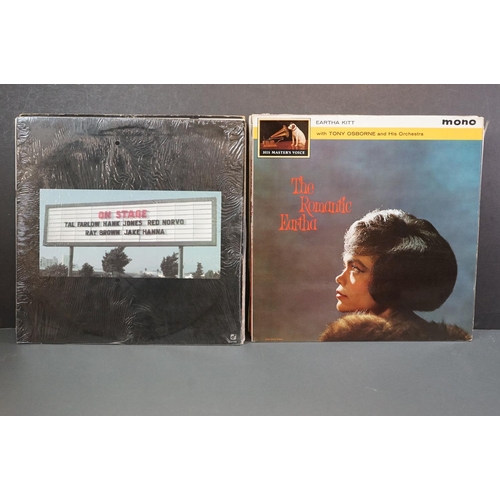 ON STAGE
TAL FARLOW HANK JONES RED NORVO
RAY BROWN JAKE HANNA
HIS MASTER'S VOICE
EARTHA KITT
mono
with TONY OSBORNE and His Orchestra
The
Romantic
Eartha